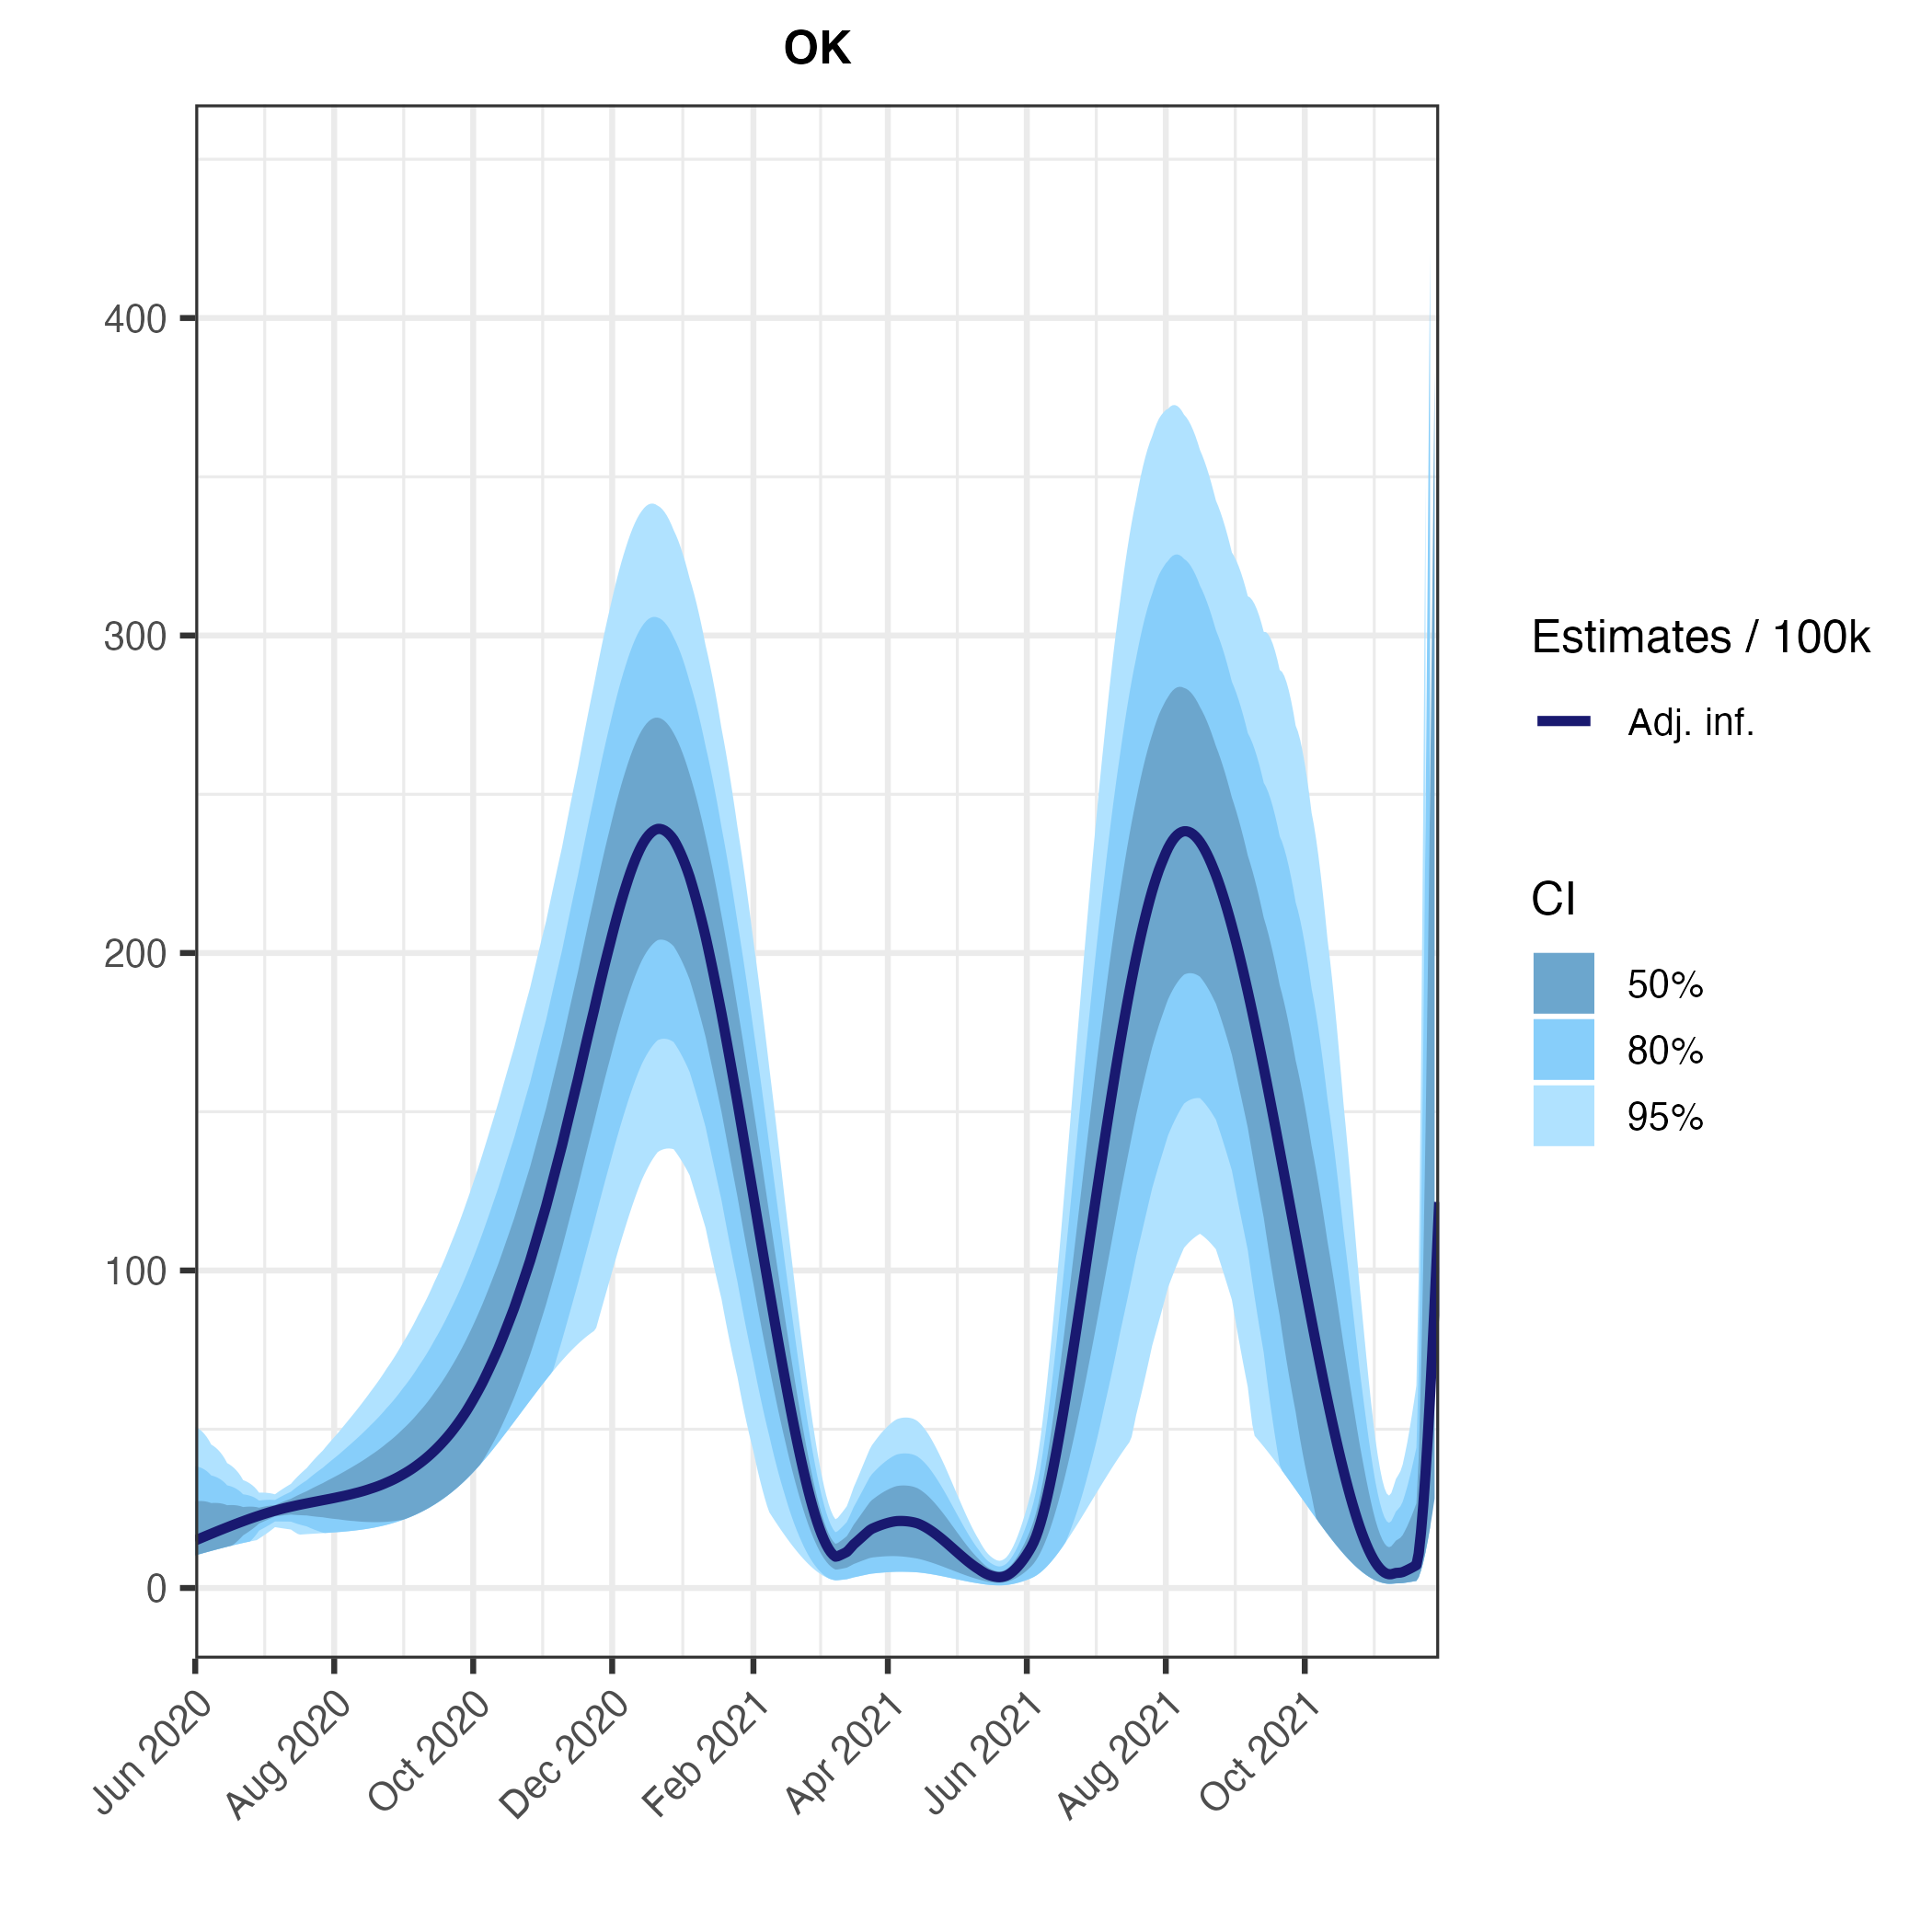 OK
400
300
200
100
0
Jun 2020
Aug 2020
Oct 2020
Dec 2020
Feb 2021
Apr 2021
Jun 2021
Aug 2021
Oct 2021
Estimates / 100k
Adj. inf.
CI
50%
80%
95%